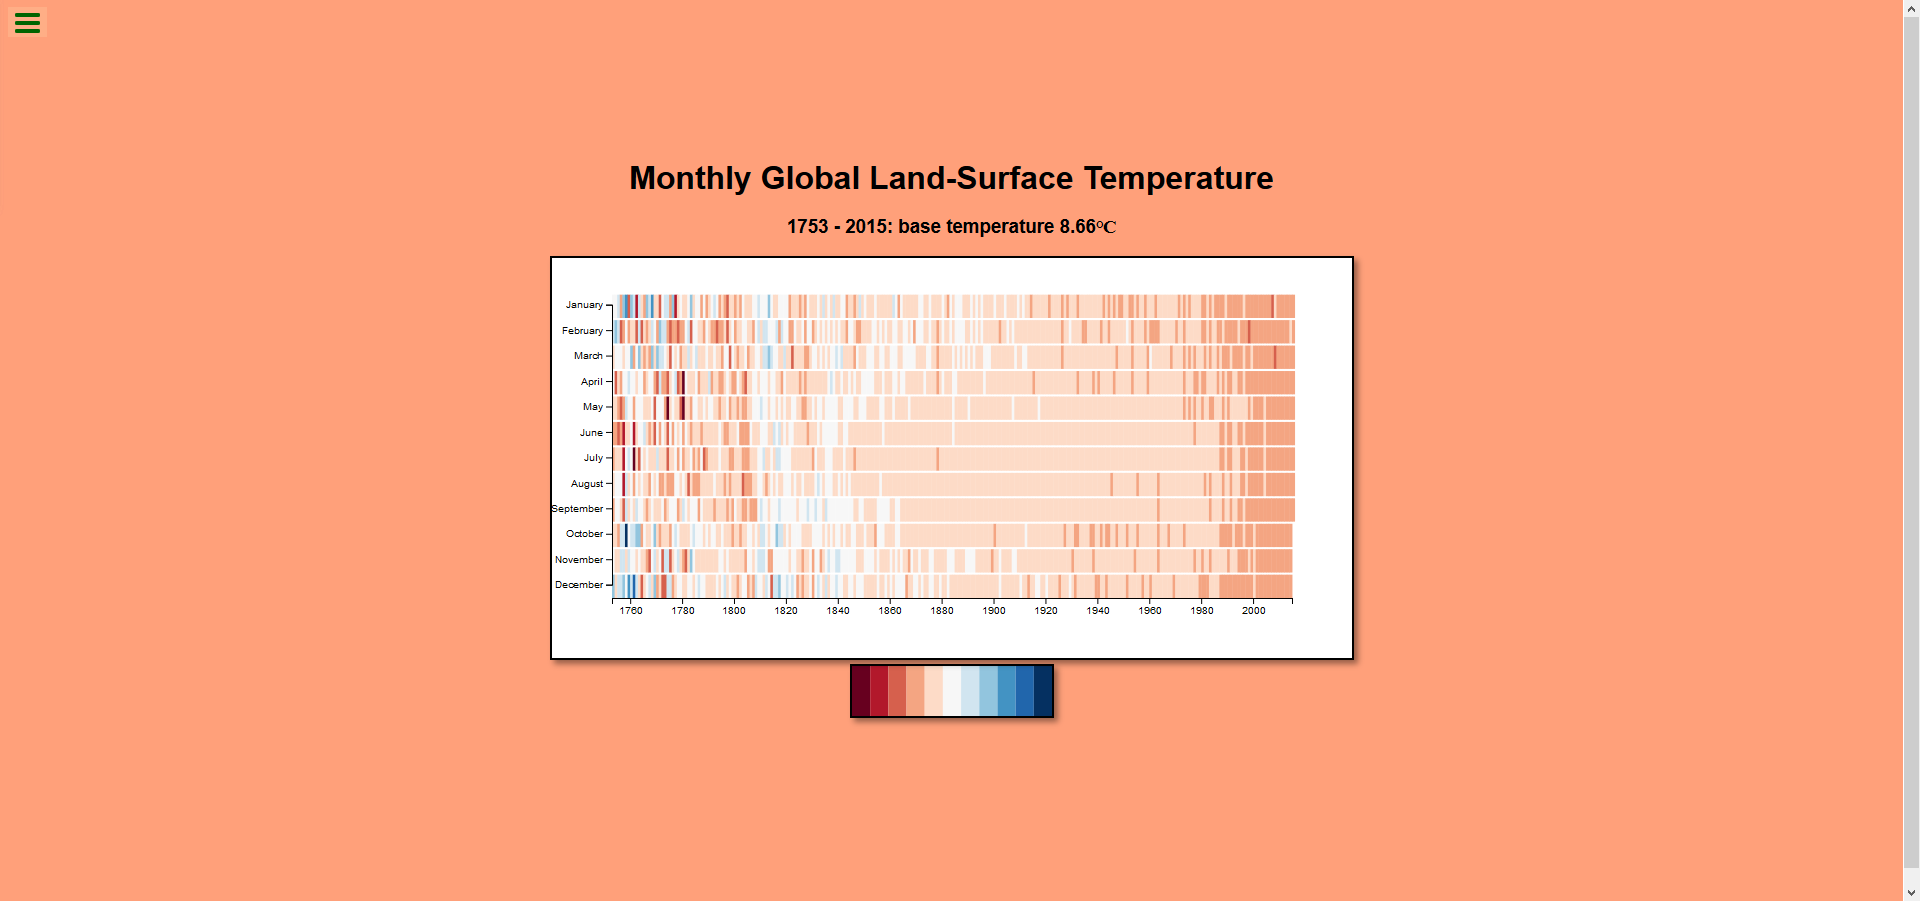 Monthly Global Land-Surface Temperature
1753 - 2015: base temperature 8.66°C
January
February
March
April
May
June
July
August
September
October
November
December
1760 1780 1800 1820 1840 1860 1880 1900 1920 1940 1960 1980 2000